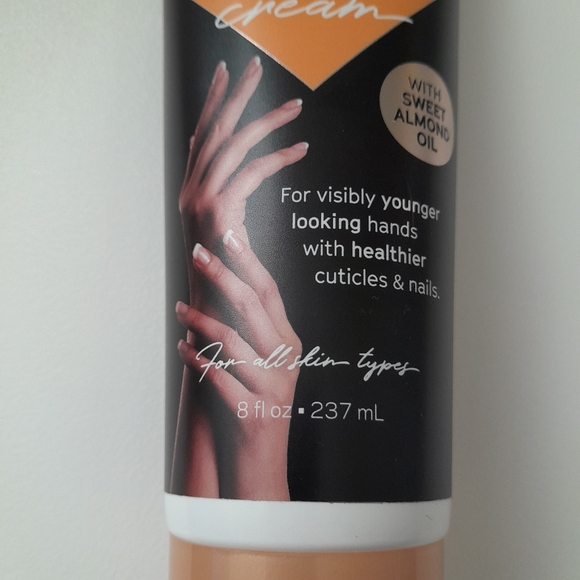 cream
WITH
SWEET
ALMOND
OIL
For visibly younger
looking hands
with healthier
cuticles & nails.
For all skin types
8 fl oz ▪ 237 mL